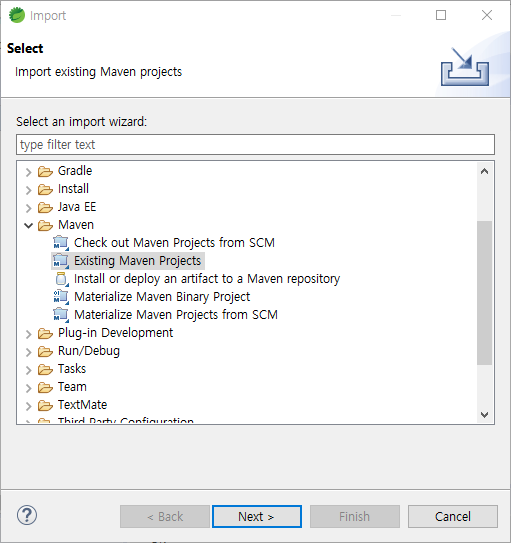 Import
Select
Import existing Maven projects
Select an import wizard:
type filter text
Gradle
Install
Java EE
Maven
Check out Maven Projects from SCM
Existing Maven Projects
Install or deploy an artifact to a Maven repository
Materialize Maven Binary Project
Materialize Maven Projects from SCM
Plug-in Development
Run/Debug
Tasks
Team
TextMate
Third Party Configuration
< Back Next > Finish Cancel